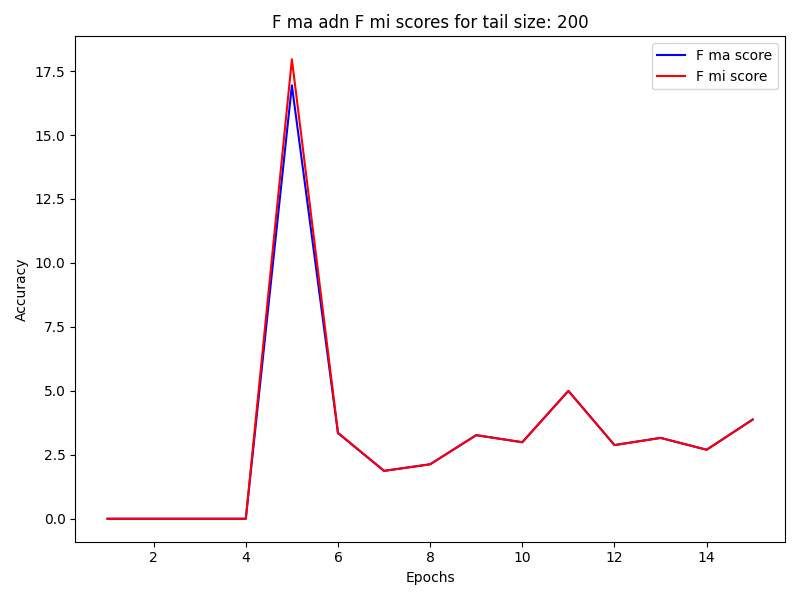 F ma adn F mi scores for tail size: 200
F ma score
F mi score
17.5
15.0
12.5
10.0
7.5
5.0
2.5
0.0
Accuracy
2 4 6 8 10 12 14
Epochs